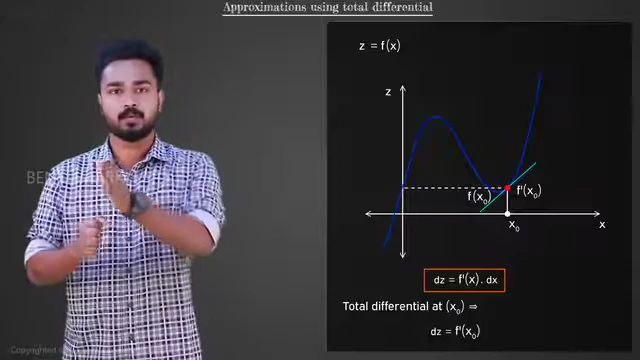 Approximations using total differential
z = f(x)
z
f(x₀)
f'(x₀)
x₀
x
dz = f'(x) . dx
Total differential at (x₀) ⇒
dz = f'(x₀)